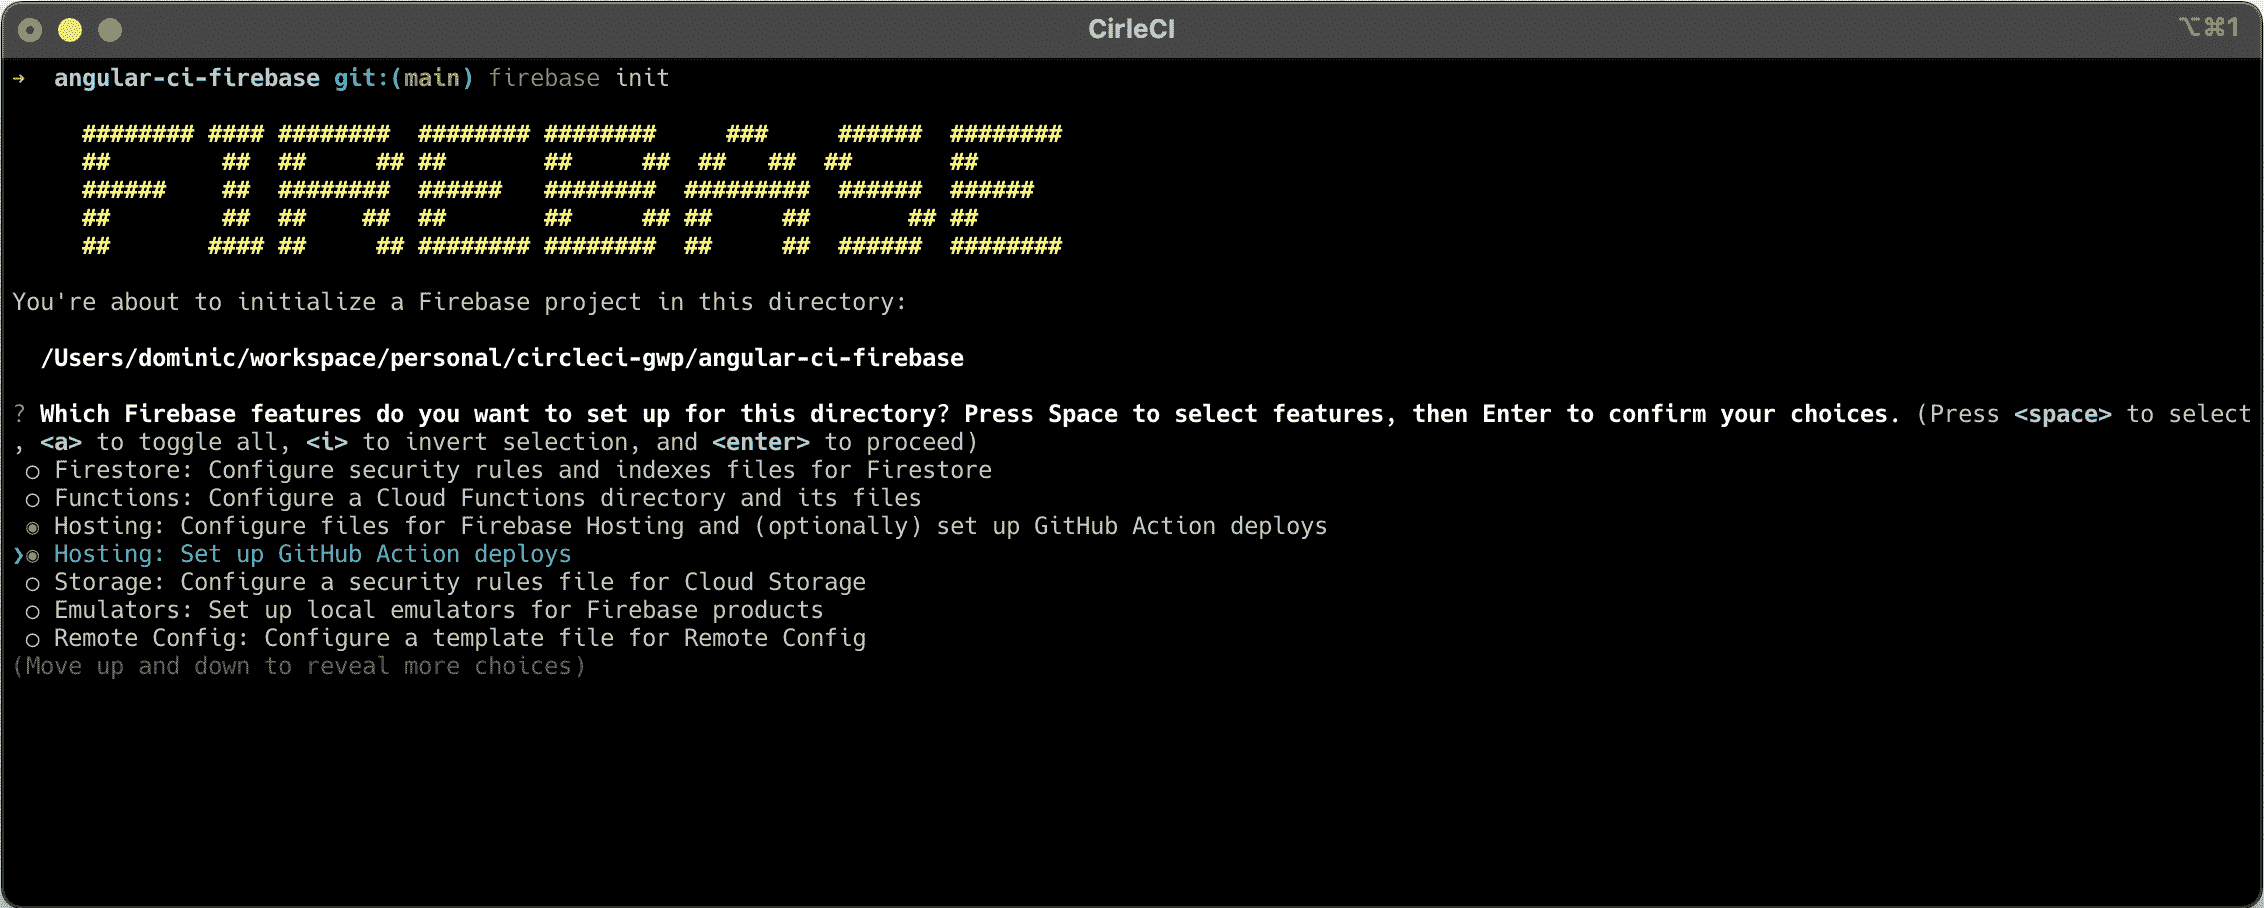 CirleCI
⌥⌘1
→ angular-ci-firebase git:(main) firebase init
######## #### ########  ######## ########     ###     ######  ########
##        ## ##     ## ##       ##     ##  ##   ##  ##       ##
######    ##  ########  ######   ########  #########  ######  ######
##        ## ##    ##  ##       ##     ## ##     ##       ## ##
##       #### ##     ## ######## ########  ##     ##  ######  ########
You're about to initialize a Firebase project in this directory:
/Users/dominic/workspace/personal/circleci-gwp/angular-ci-firebase
? Which Firebase features do you want to set up for this directory? Press Space to select features, then Enter to confirm your choices. (Press <space> to select
, <a> to toggle all, <i> to invert selection, and <enter> to proceed)
◯ Firestore: Configure security rules and indexes files for Firestore
◯ Functions: Configure a Cloud Functions directory and its files
◉ Hosting: Configure files for Firebase Hosting and (optionally) set up GitHub Action deploys
❯◉ Hosting: Set up GitHub Action deploys
◯ Storage: Configure a security rules file for Cloud Storage
◯ Emulators: Set up local emulators for Firebase products
◯ Remote Config: Configure a template file for Remote Config
(Move up and down to reveal more choices)